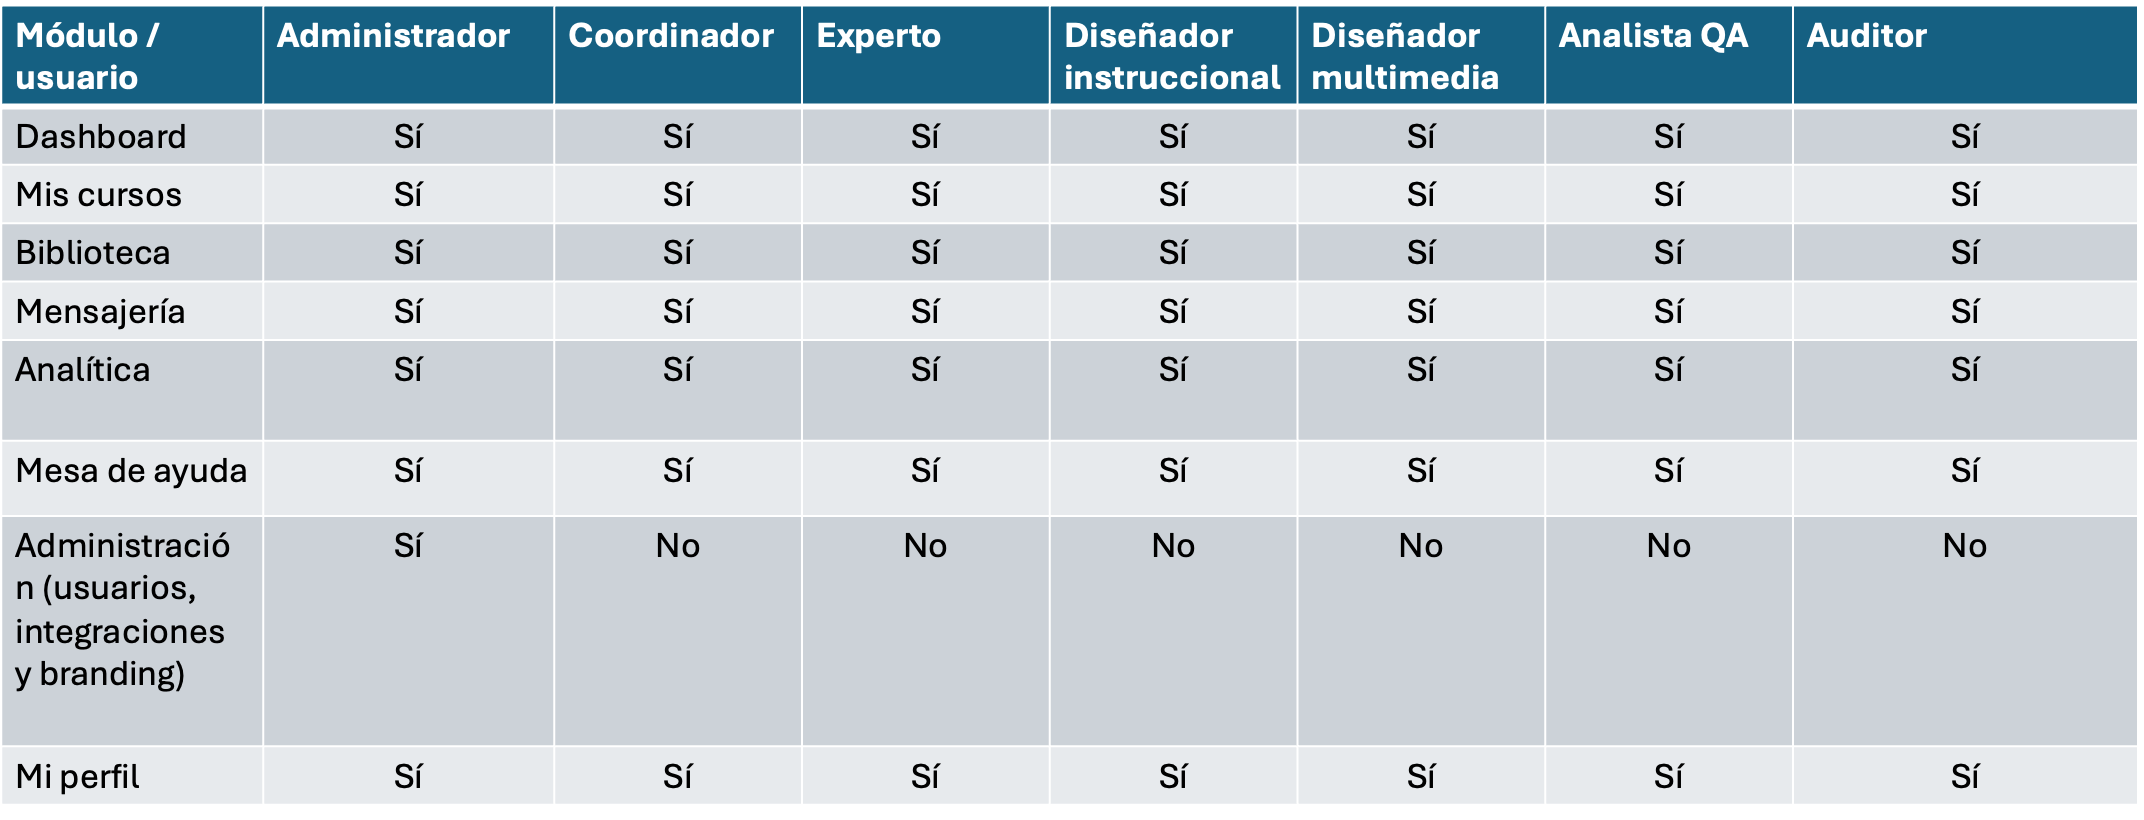 Módulo / usuario Administrador Coordinador Experto Diseñador instruccional Diseñador multimedia Analista QA Auditor
Dashboard Sí Sí Sí Sí Sí Sí Sí
Mis cursos Sí Sí Sí Sí Sí Sí Sí
Biblioteca Sí Sí Sí Sí Sí Sí Sí
Mensajería Sí Sí Sí Sí Sí Sí Sí
Analítica Sí Sí Sí Sí Sí Sí Sí
Mesa de ayuda Sí Sí Sí Sí Sí Sí Sí
Administració Sí No No No No No No
n (usuarios,
integraciones
y branding)
Mi perfil Sí Sí Sí Sí Sí Sí Sí